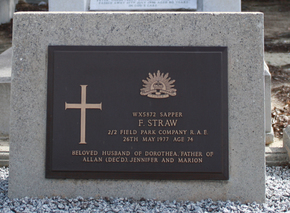 WX5872 SAPPER
F. STRAW
2/2 FIELD PARK COMPANY R.A.E.
26TH MAY 1977 AGE 74
BELOVED HUSBAND OF DOROTHEA, FATHER OF
ALLAN (DEC'D) JENNIFER AND MARION